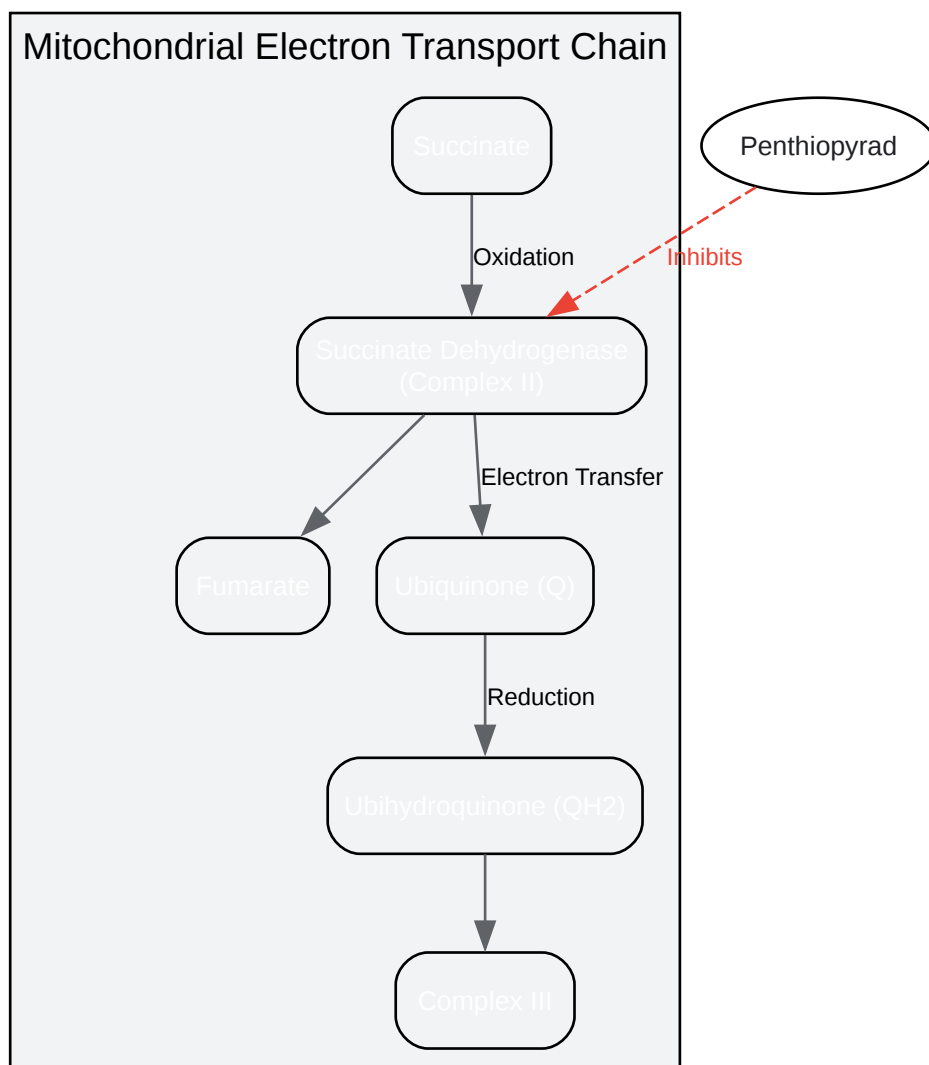 Mitochondrial Electron Transport Chain
Succinate
Penthiopyrad
Oxidation
Inhibits
Succinate Dehydrogenase
(Complex II)
Electron Transfer
Fumarate
Ubiquinone (Q)
Reduction
Ubihydroquinone (QH2)
Complex III